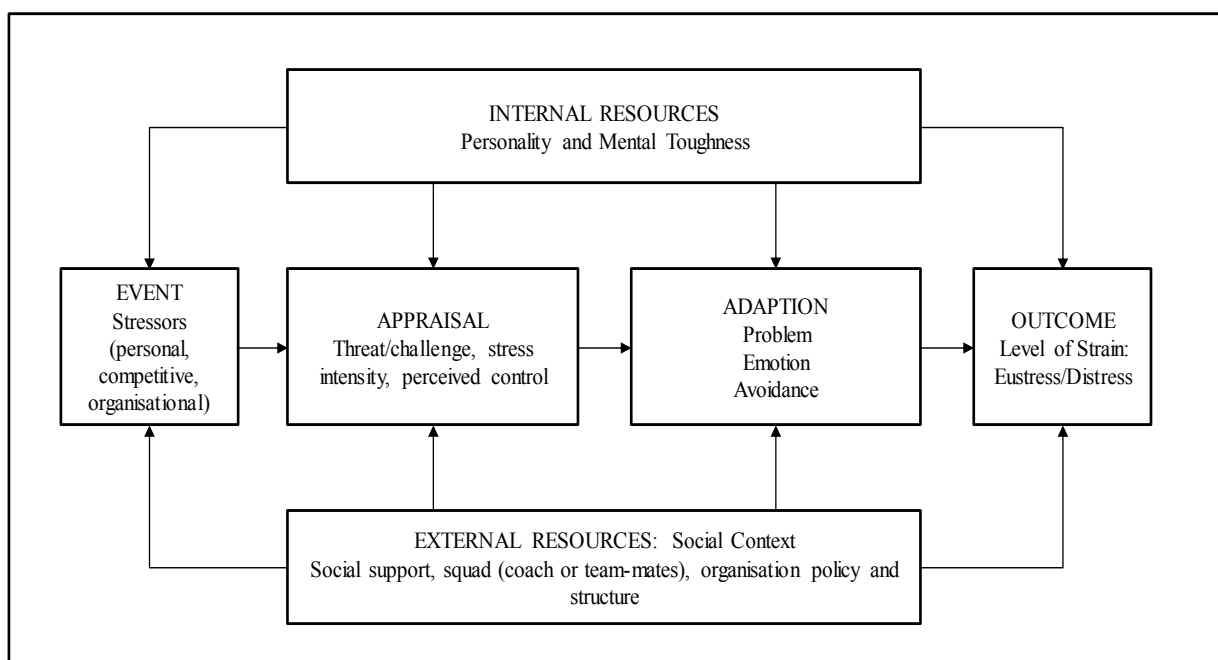 INTERNAL RESOURCES
Personality and Mental Toughness
EVENT
Stressors
(personal,
competitive,
organisational)
APPRAISAL
Threat/challenge, stress
intensity, perceived control
ADAPTION
Problem
Emotion
Avoidance
OUTCOME
Level of Strain:
Eustress/Distress
EXTERNAL RESOURCES: Social Context
Social support, squad (coach or team-mates), organisation policy and
structure